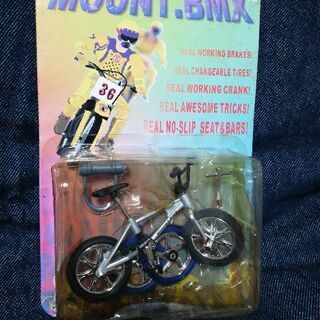 MOUNT.BMX
REAL WORKING BRAKES!
REAL CHANGEABLE TIRES!
REAL WORKING CRANK!
REAL AWESOME TRICKS!
REAL NO-SLIP SEAT&BARS!
36